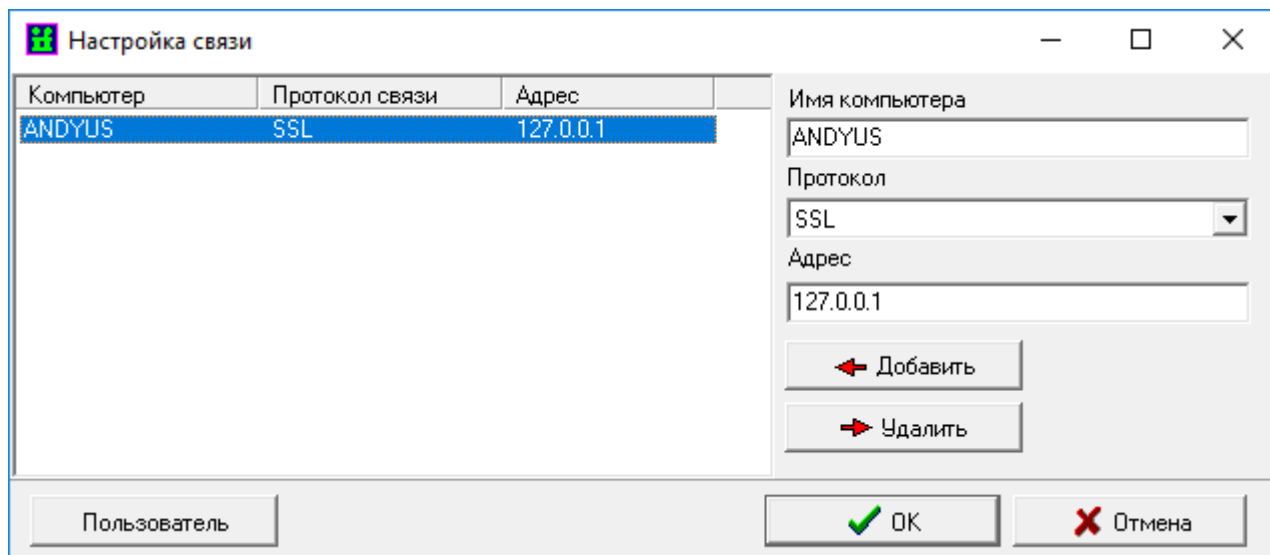 Настройка связи
Компьютер Протокол связи Адрес
ANDYUS SSL 127.0.0.1
Имя компьютера
ANDYUS
Протокол
SSL
Адрес
127.0.0.1
Добавить
Удалить
Пользователь
OK
Отмена